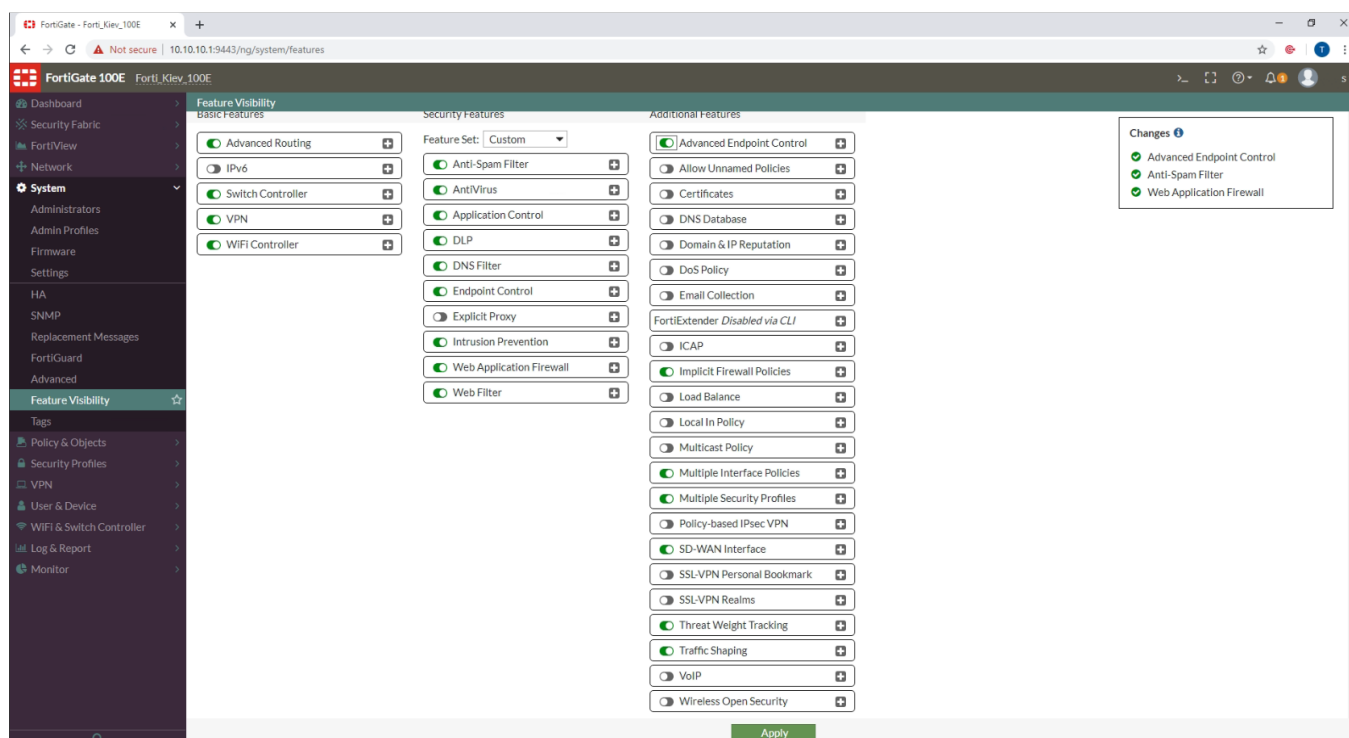 FortiGate - Forti_Kiev_100E
Not secure | 10.10.10.1:9443/ng/system/features
T
FortiGate 100E Forti_Kiev_100E
>_
1
s
Dashboard
Security Fabric
FortiView
Network
System
Administrators
Admin Profiles
Firmware
Settings
HA
SNMP
Replacement Messages
FortiGuard
Advanced
Feature Visibility
Tags
Policy & Objects
Security Profiles
VPN
User & Device
WiFi & Switch Controller
Log & Report
Monitor
Feature Visibility
Basic Features
Advanced Routing
IPv6
Switch Controller
VPN
WiFi Controller
Security Features
Feature Set: Custom
Anti-Spam Filter
AntiVirus
Application Control
DLP
DNS Filter
Endpoint Control
Explicit Proxy
Intrusion Prevention
Web Application Firewall
Web Filter
Additional Features
Advanced Endpoint Control
Allow Unnamed Policies
Certificates
DNS Database
Domain & IP Reputation
DoS Policy
Email Collection
FortiExtender Disabled via CLI
ICAP
Implicit Firewall Policies
Load Balance
Local In Policy
Multicast Policy
Multiple Interface Policies
Multiple Security Profiles
Policy-based IPsec VPN
SD-WAN Interface
SSL-VPN Personal Bookmark
SSL-VPN Realms
Threat Weight Tracking
Traffic Shaping
VoIP
Wireless Open Security
Changes
Advanced Endpoint Control
Anti-Spam Filter
Web Application Firewall
Apply